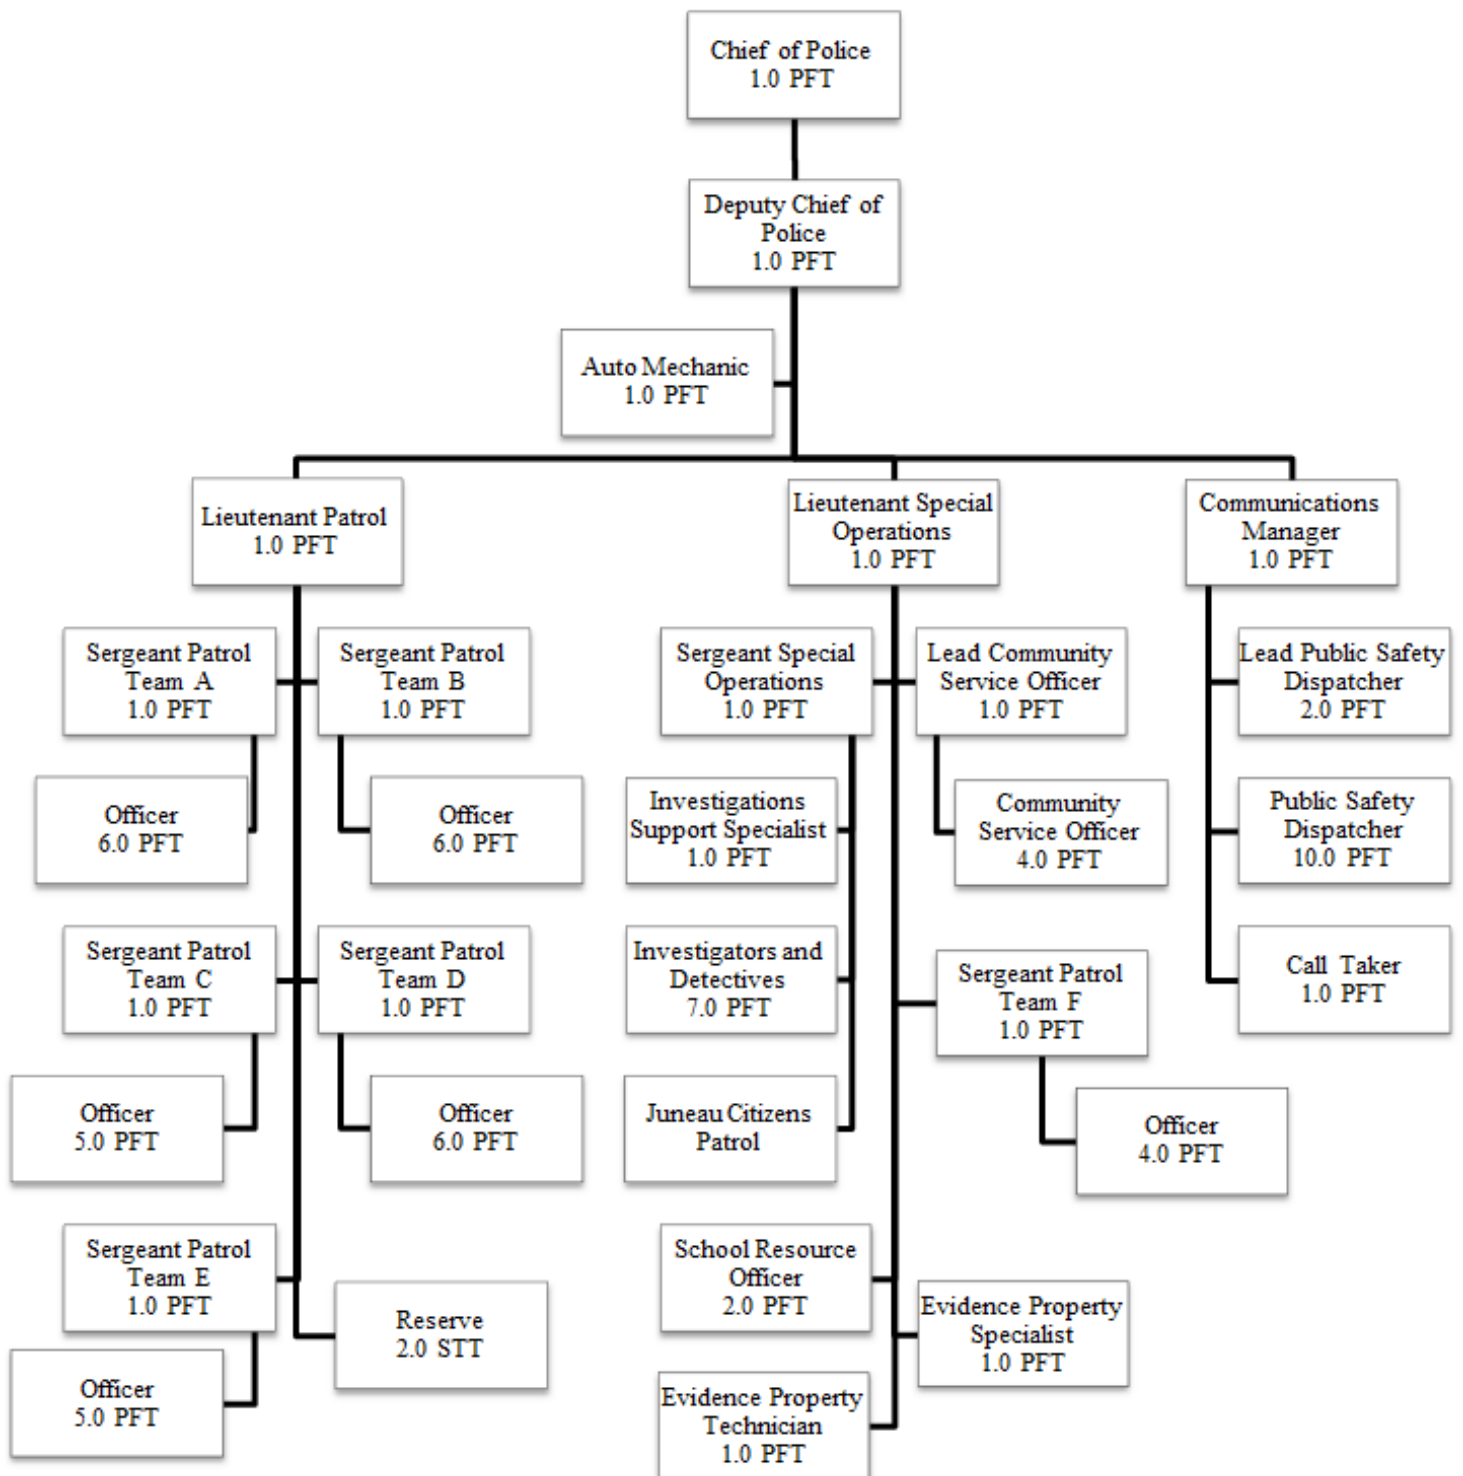 Chief of Police
1.0 PFT
Deputy Chief of
Police
1.0 PFT
Auto Mechanic
1.0 PFT
Lieutenant Patrol
1.0 PFT
Lieutenant Special
Operations
1.0 PFT
Communications
Manager
1.0 PFT
Sergeant Patrol
Team A
1.0 PFT
Sergeant Patrol
Team B
1.0 PFT
Sergeant Special
Operations
1.0 PFT
Lead Community
Service Officer
1.0 PFT
Lead Public Safety
Dispatcher
2.0 PFT
Officer
6.0 PFT
Officer
6.0 PFT
Investigations
Support Specialist
1.0 PFT
Community
Service Officer
4.0 PFT
Public Safety
Dispatcher
10.0 PFT
Sergeant Patrol
Team C
1.0 PFT
Sergeant Patrol
Team D
1.0 PFT
Investigators and
Detectives
7.0 PFT
Sergeant Patrol
Team F
1.0 PFT
Call Taker
1.0 PFT
Officer
5.0 PFT
Officer
6.0 PFT
Juneau Citizens
Patrol
Officer
4.0 PFT
Sergeant Patrol
Team E
1.0 PFT
Reserve
2.0 STT
School Resource
Officer
2.0 PFT
Evidence Property
Specialist
1.0 PFT
Officer
5.0 PFT
Evidence Property
Technician
1.0 PFT